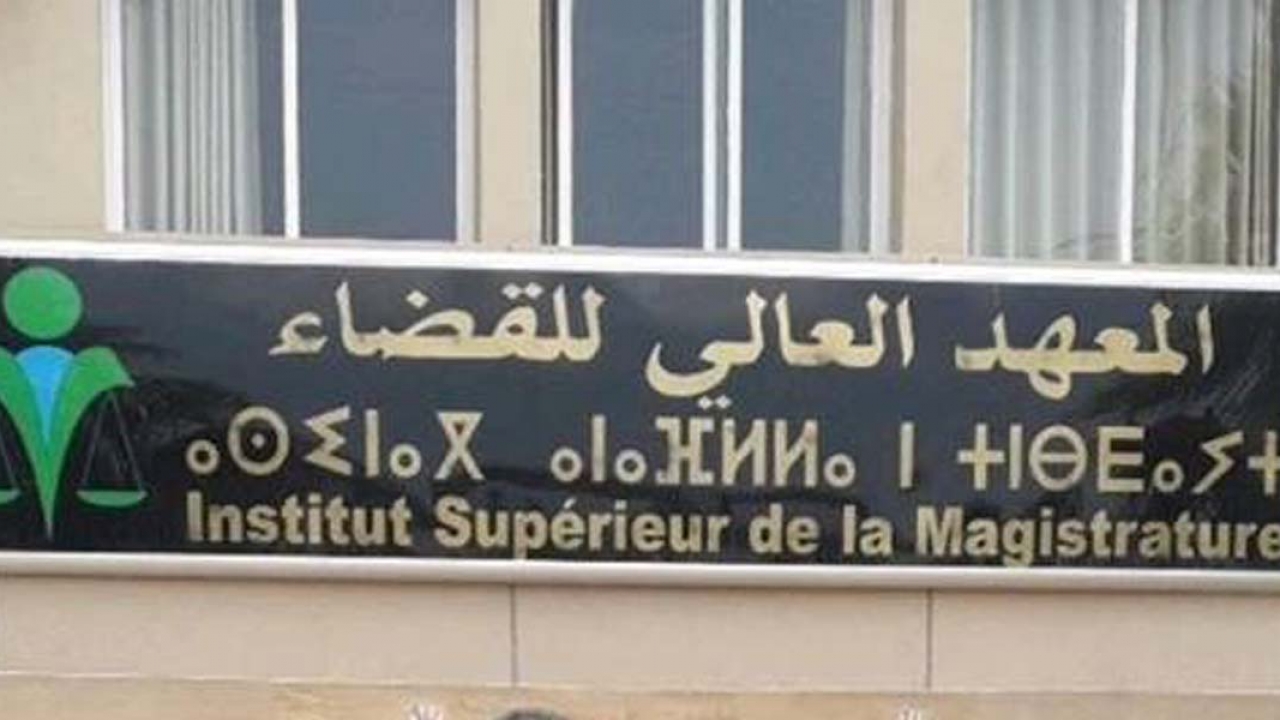 المعهد العالي للقضاء
ⴰⵙⵉⵏⴰⴳ ⴰⵏⴰⴼⵍⵍⴰ ⵏ ⵜⵏⴱⴹⴰⵢⵜ
Institut Supérieur de la Magistrature